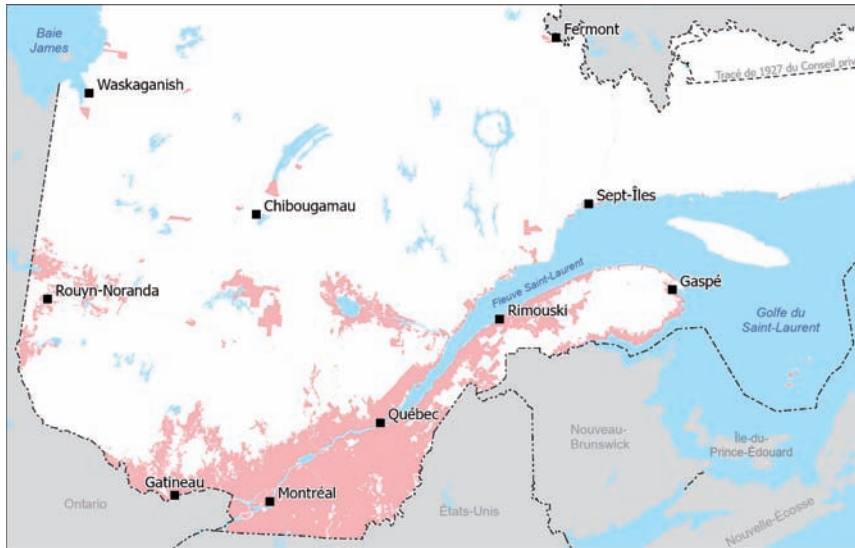 Baie
James
Fermont
Tracé de 1927 du Conseil priv
Waskaganish
Sept-Îles
Chibougamau
Gaspé
Rouyn-Noranda
Fleuve Saint-Laurent
Rimouski
Golfe du
Saint-Laurent
Québec
Nouveau-
Brunswick
Île-du-
Prince-Édouard
Gatineau
Montréal
Ontario
États-Unis
Nouvelle-Écosse